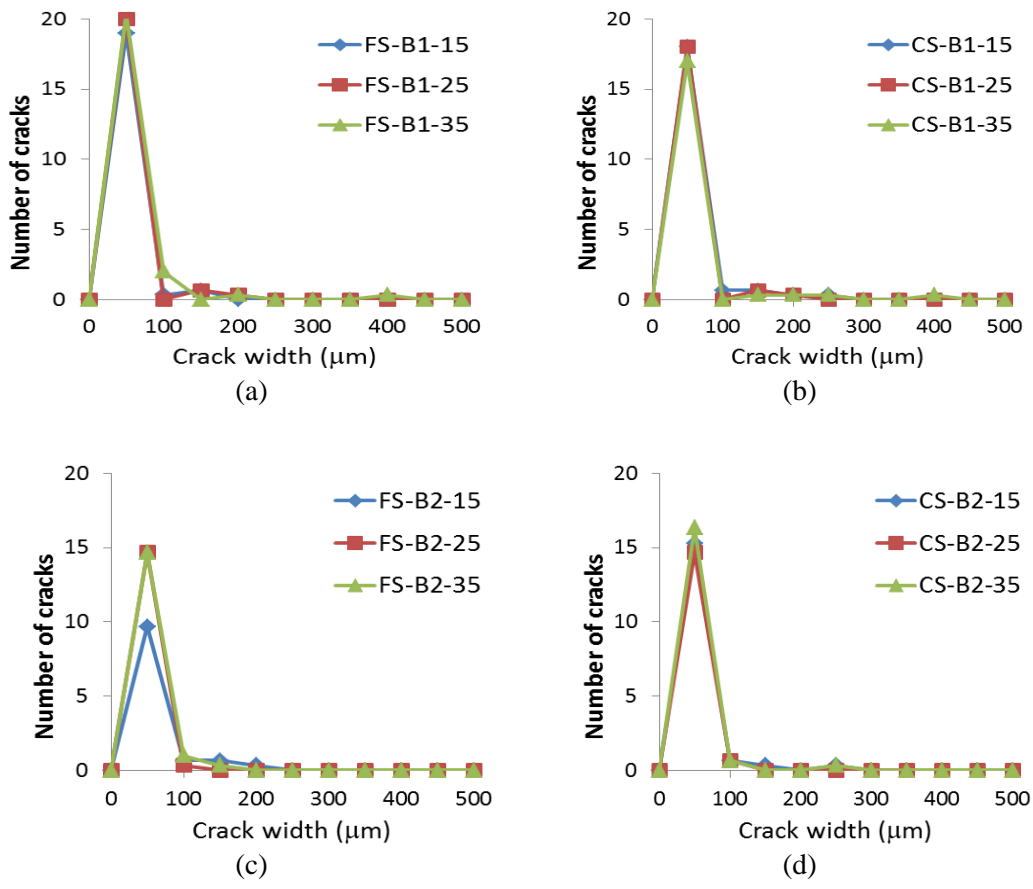 20
15
10
5
0
Number of cracks
FS-B1-15
FS-B1-25
FS-B1-35
0 100 200 300 400 500
Crack width (μm)
(a)
20
15
10
5
0
Number of cracks
CS-B1-15
CS-B1-25
CS-B1-35
0 100 200 300 400 500
Crack width (μm)
(b)
20
15
10
5
0
Number of cracks
FS-B2-15
FS-B2-25
FS-B2-35
0 100 200 300 400 500
Crack width (μm)
(c)
20
15
10
5
0
Number of cracks
CS-B2-15
CS-B2-25
CS-B2-35
0 100 200 300 400 500
Crack width (μm)
(d)